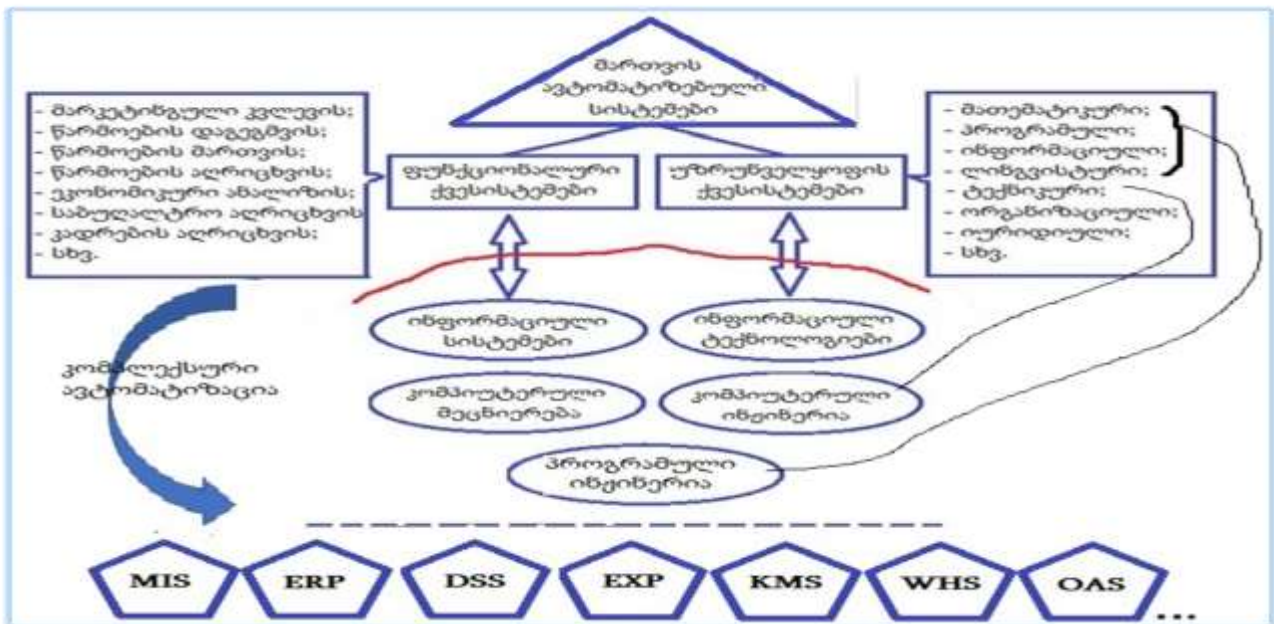 მართვის
ავტომატიზებული
სისტემები
- მარკეტინგული კვლევის;
- წარმოების დაგეგმვის;
- წარმოების მართვის;
- წარმოების აღრიცხვის;
- ეკონომიკური ანალიზის;
- საბუღალტრო აღრიცხვის
- კადრების აღრიცხვის;
- სხვ.
ფუნქციონალური
ქვესისტემები
უზრუნველყოფის
ქვესისტემები
- მათემატიკური;
- პროგრამული;
- ინფორმაციული;
- ლინგვისტური;
- ტექნიკური;
- ორგანიზაციული;
- იურიდიული;
- სხვ.
ინფორმაციული
სისტემები
ინფორმაციული
ტექნოლოგიები
კომპლექსური
ავტომატიზაცია
კომპიუტერული
მეცნიერება
კომპიუტერული
ინჟინერია
პროგრამული
ინჟინერია
MIS
ERP
DSS
EXP
KMS
WHS
OAS
...